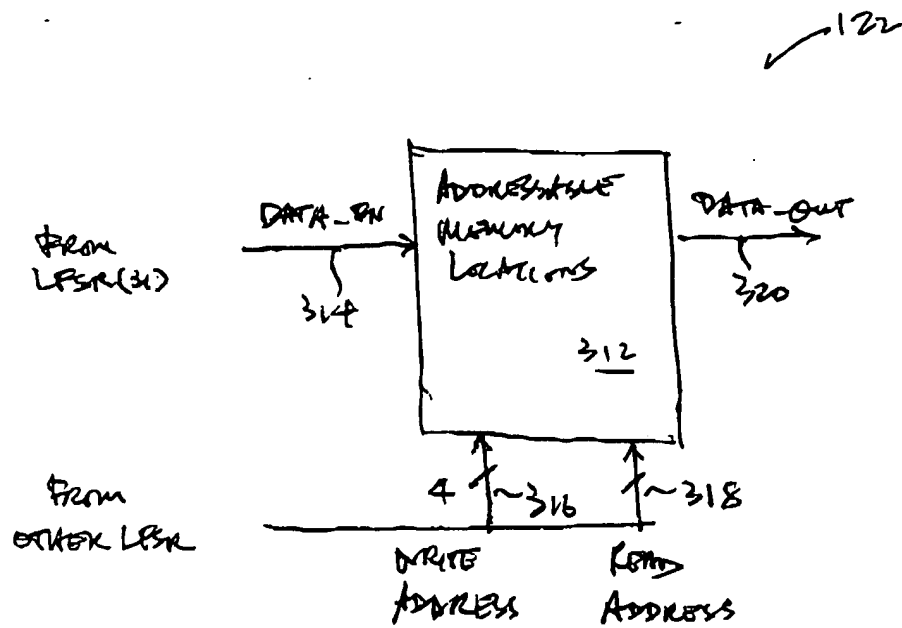 122
ADDRESSABLE
MEMORY
LOCATIONS
DATA_IN
DATA_OUT
FROM
LFSR(31)
314
320
312
4
316
318
FROM
OTHER LFSR
WRITE
ADDRESS
READ
ADDRESS